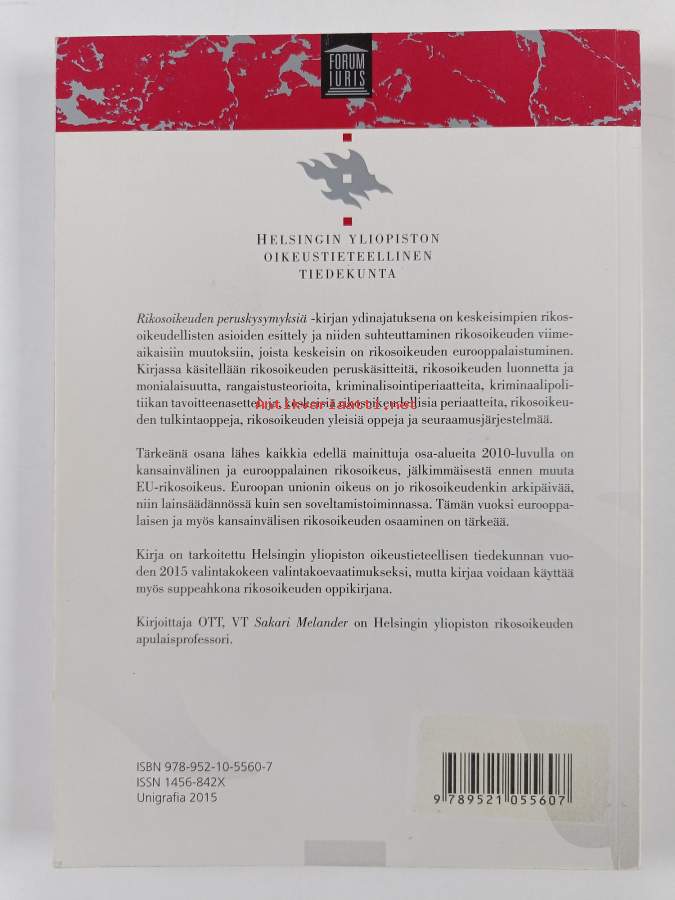 FORUM
IURIS
HELSINGIN YLIOPISTON
OIKEUSTIETEELLINEN
TIEDEKUNTA
Rikosoikeuden peruskysymyksiä -kirjan ydinajatuksena on keskeisimpien rikos-
oikeudellisten asioiden esittely ja niiden suhteuttaminen rikosoikeuden viime-
aikaisiin muutoksiin, joista keskeisin on rikosoikeuden eurooppalaistuminen.
Kirjassa käsitellään rikosoikeuden peruskäsitteitä, rikosoikeuden luonnetta ja
monialaisuutta, rangaistusteorioita, kriminalisointiperiaatteita, kriminaalipoli-
tiikan tavoitteenasettelua, keskeisiä rikosoikeudellisia periaatteita, rikosoikeu-
Antikvariaatti.net
den tulkintaoppeja, rikosoikeuden yleisiä oppeja ja seuraamusjärjestelmää.
Tärkeänä osana lähes kaikkia edellä mainittuja osa-alueita 2010-luvulla on
kansainvälinen ja eurooppalainen rikosoikeus, jälkimmäisestä ennen muuta
EU-rikosoikeus. Euroopan unionin oikeus on jo rikosoikeudenkin arkipäivää,
niin lainsäädännössä kuin sen soveltamistoiminnassa. Tämän vuoksi eurooppa-
laisen ja myös kansainvälisen rikosoikeuden osaaminen on tärkeää.
Kirja on tarkoitettu Helsingin yliopiston oikeustieteellisen tiedekunnan vuo-
den 2015 valintakokeen valintakoevaatimukseksi, mutta kirjaa voidaan käyttää
myös suppeahkona rikosoikeuden oppikirjana.
Kirjoittaja OTT, VT Sakari Melander on Helsingin yliopiston rikosoikeuden
apulaisprofessori.
ISBN 978-952-10-5560-7
ISSN 1456-842X
Unigrafia 2015
9 789521 055607